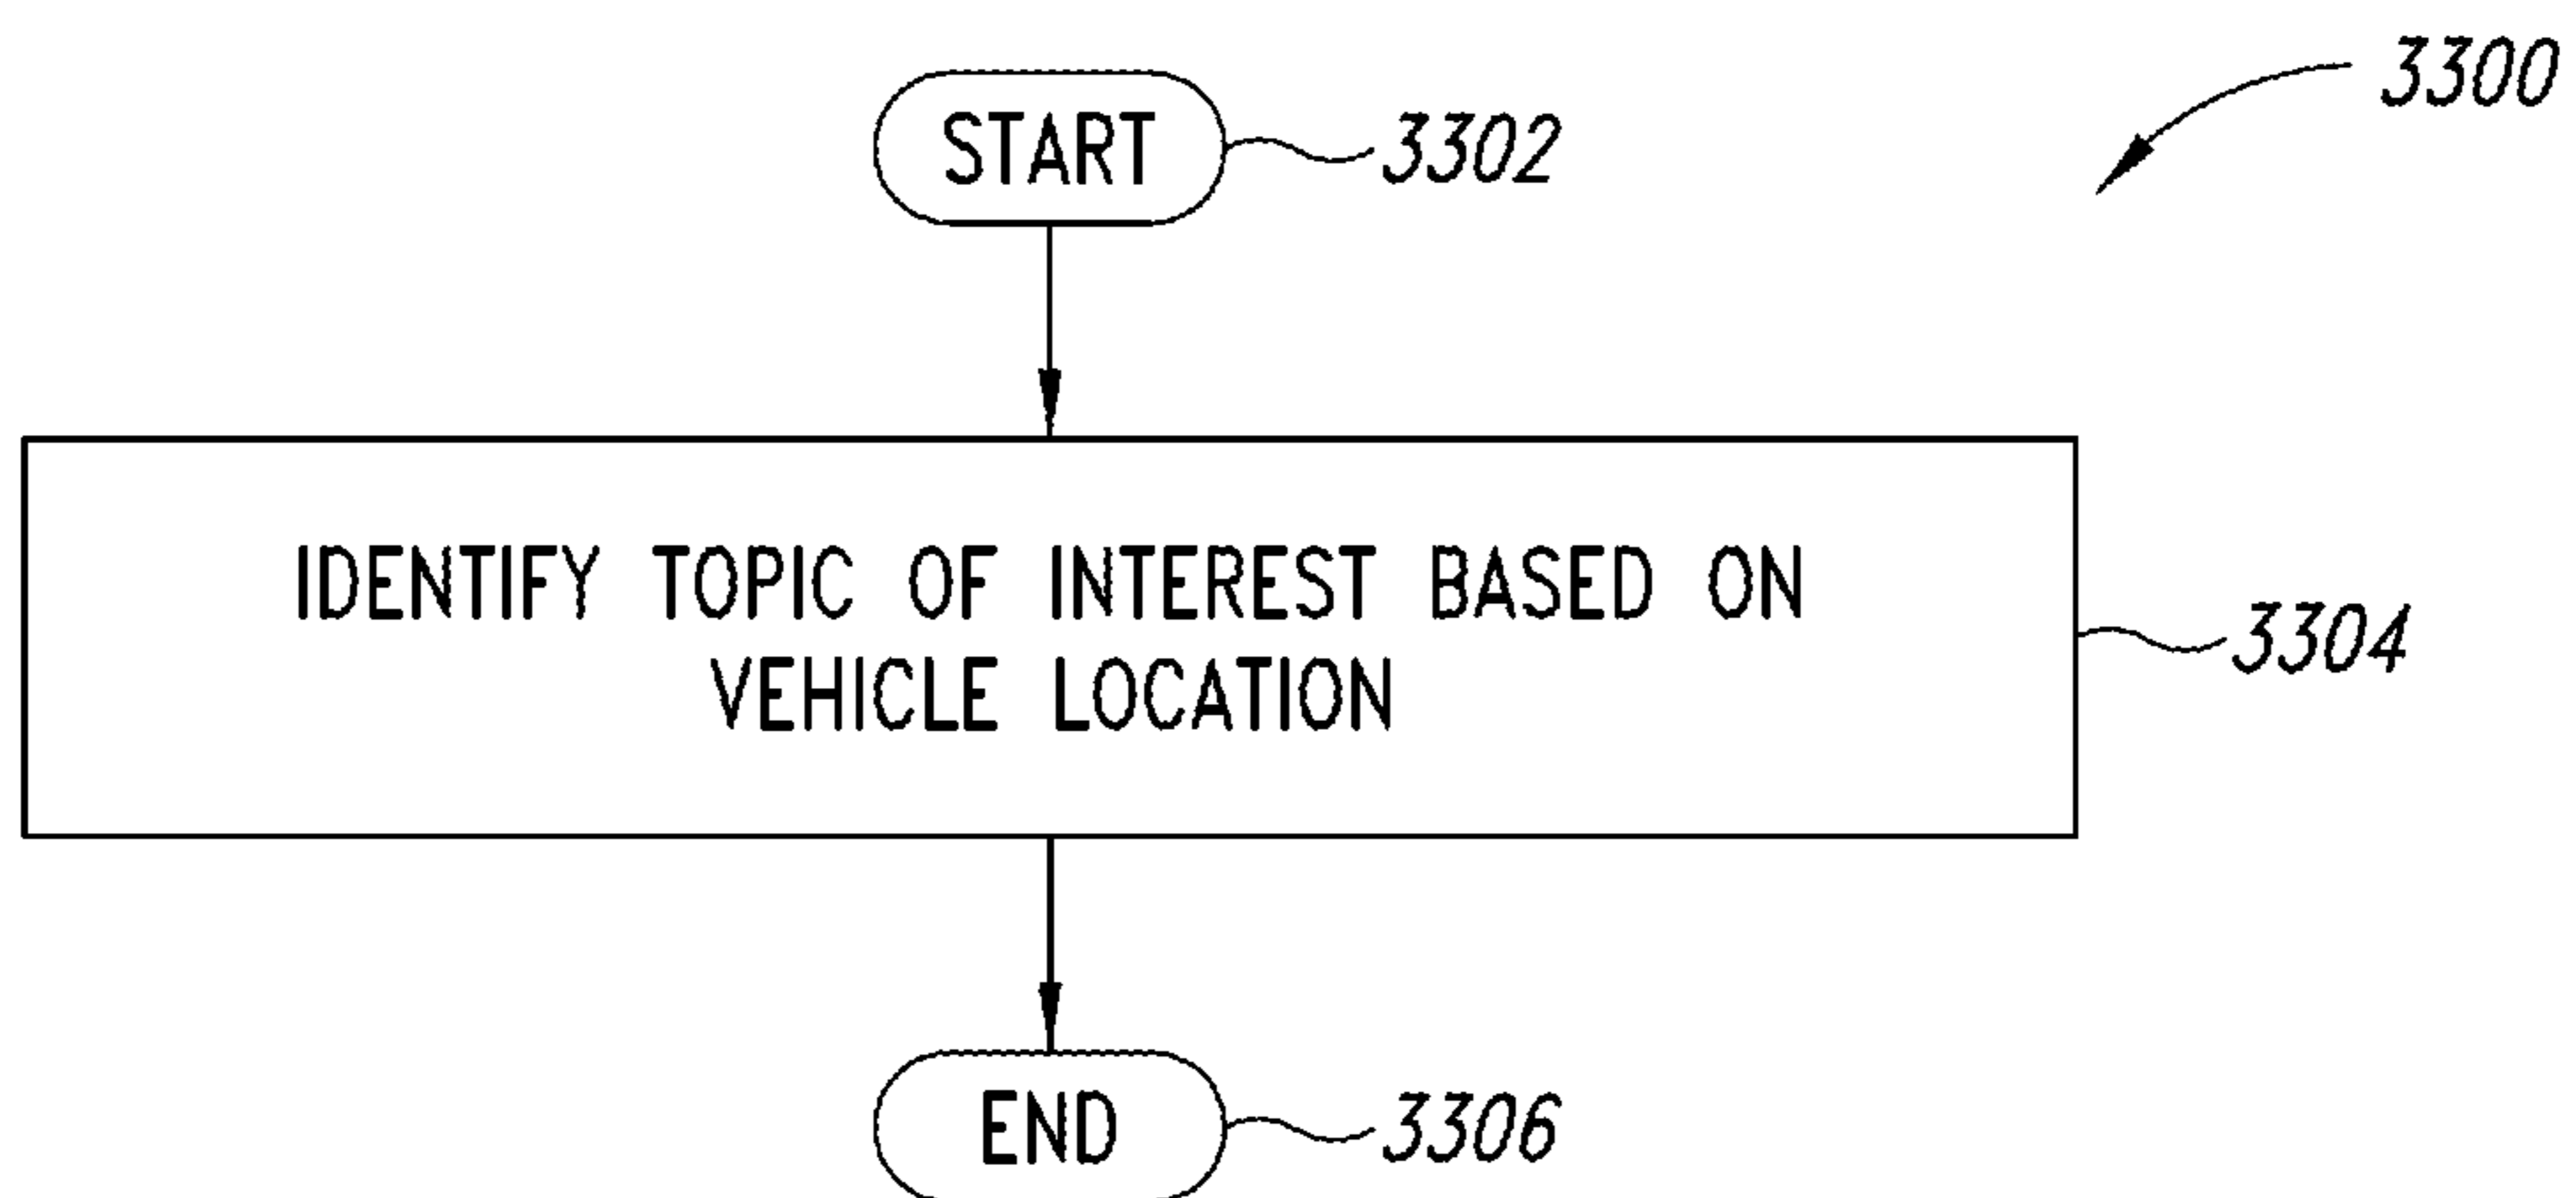 3300
START 3302
IDENTIFY TOPIC OF INTEREST BASED ON
VEHICLE LOCATION
3304
END 3306